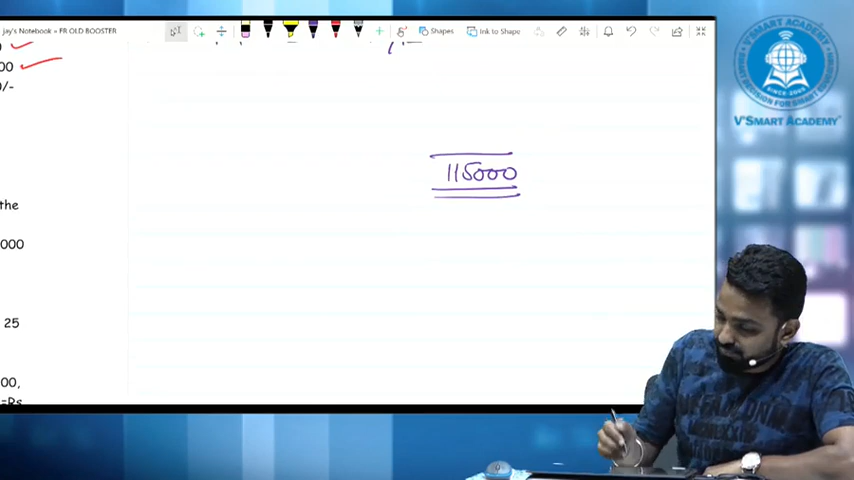 jay's Notebook » FR OLD BOOSTER
Shapes
Ink to Shape
00
0/-
115000
the
000
25
00,
=Rs
V'SMART ACADEMY
SINCE-2005
V'SMART ACADEMY